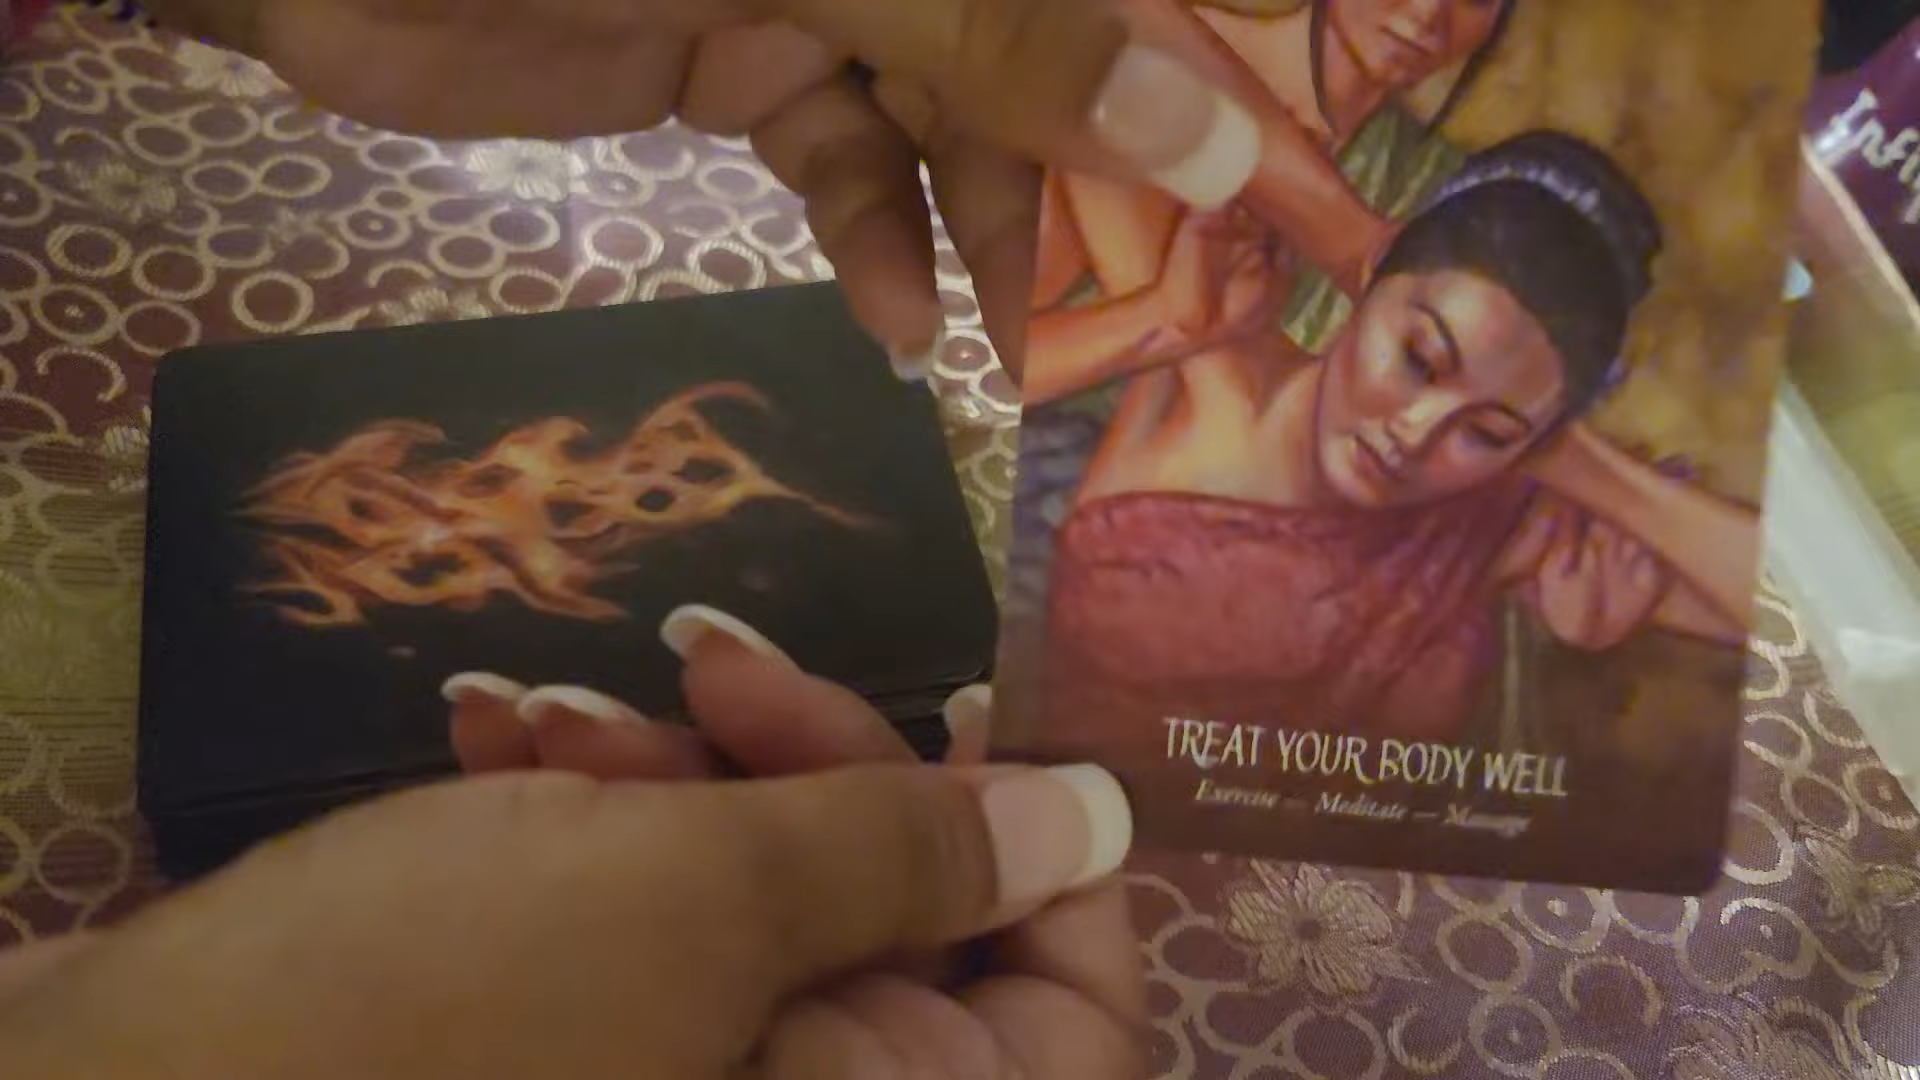 TREAT YOUR BODY WELL
Exercise — Meditate — Massage